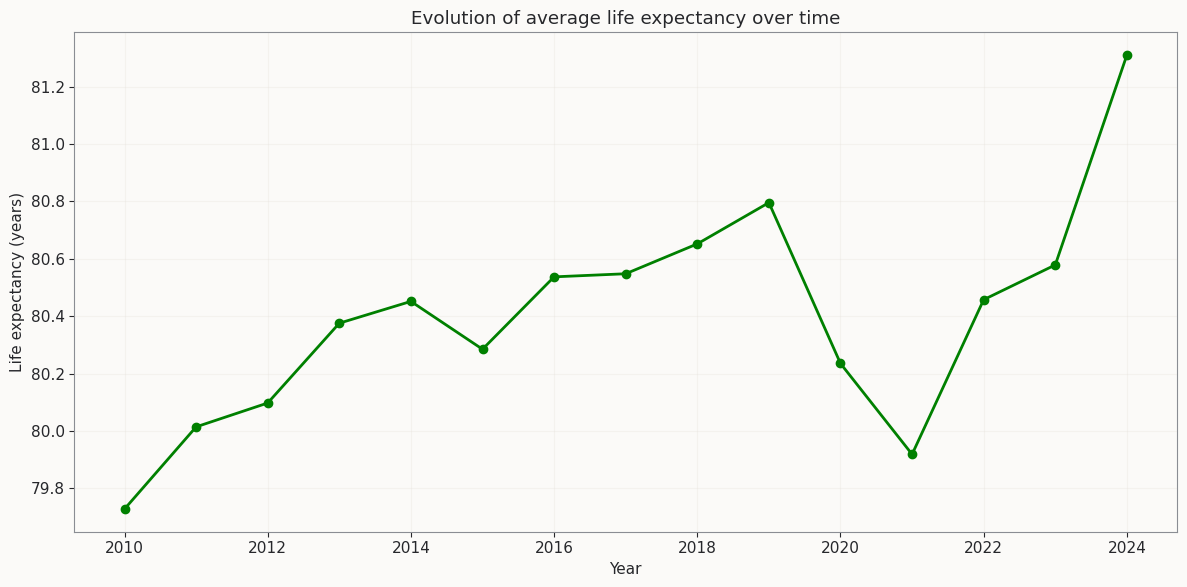 Evolution of average life expectancy over time
Life expectancy (years)
81.2
81.0
80.8
80.6
80.4
80.2
80.0
79.8
2010 2012 2014 2016 2018 2020 2022 2024
Year